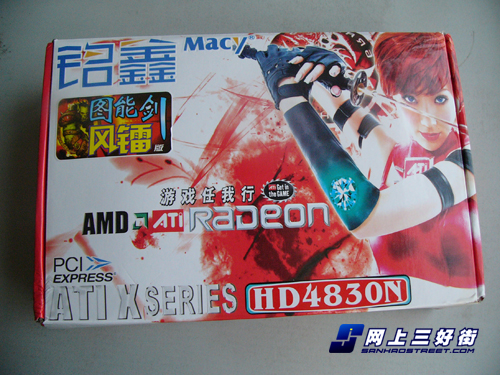 铭鑫
Macy
图能剑
风镭版
游戏任我行
Get in the GAME
AMD ATI RADEON
PCI EXPRESS
ATI X SERIES
HD4830N
网上三好街
SANHAOSTREET.COM